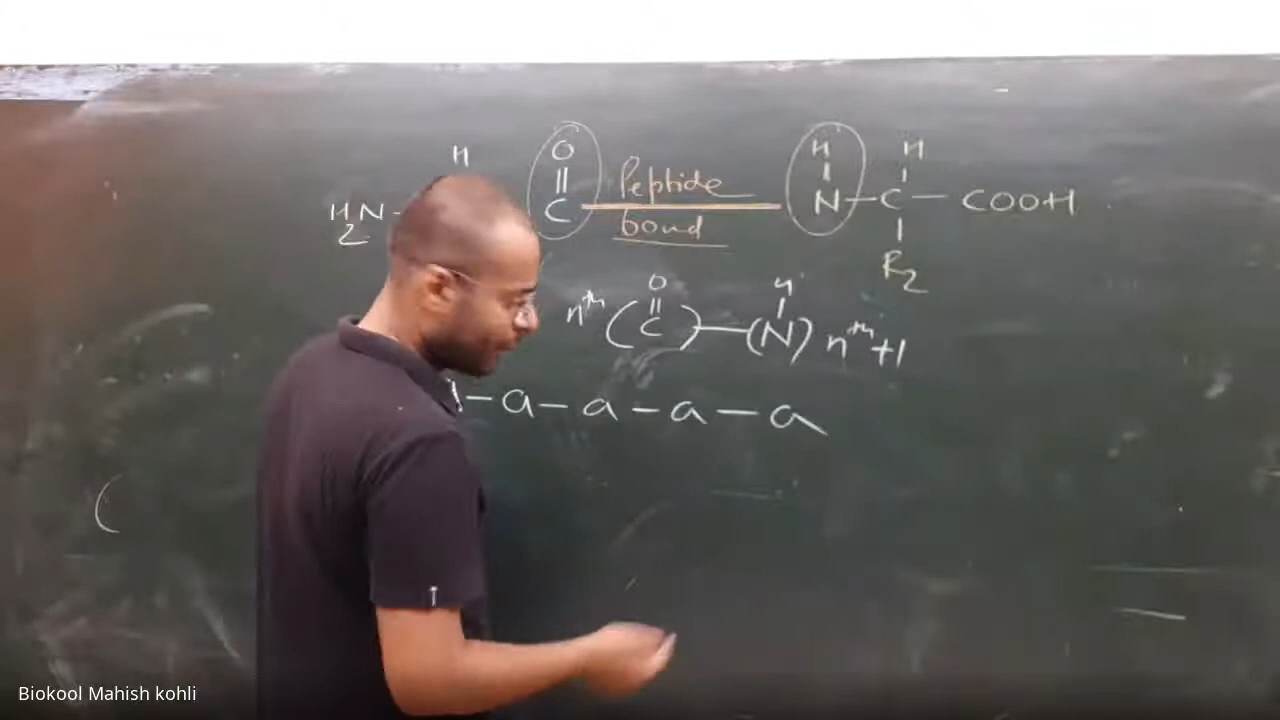 H O H H
|| Peptide | |
H2N - C bond N - C - COOH
|
R2
O H
nth ( || C ) — ( N ) nth+1
- a - a - a - a
(
Biokool Mahish kohli